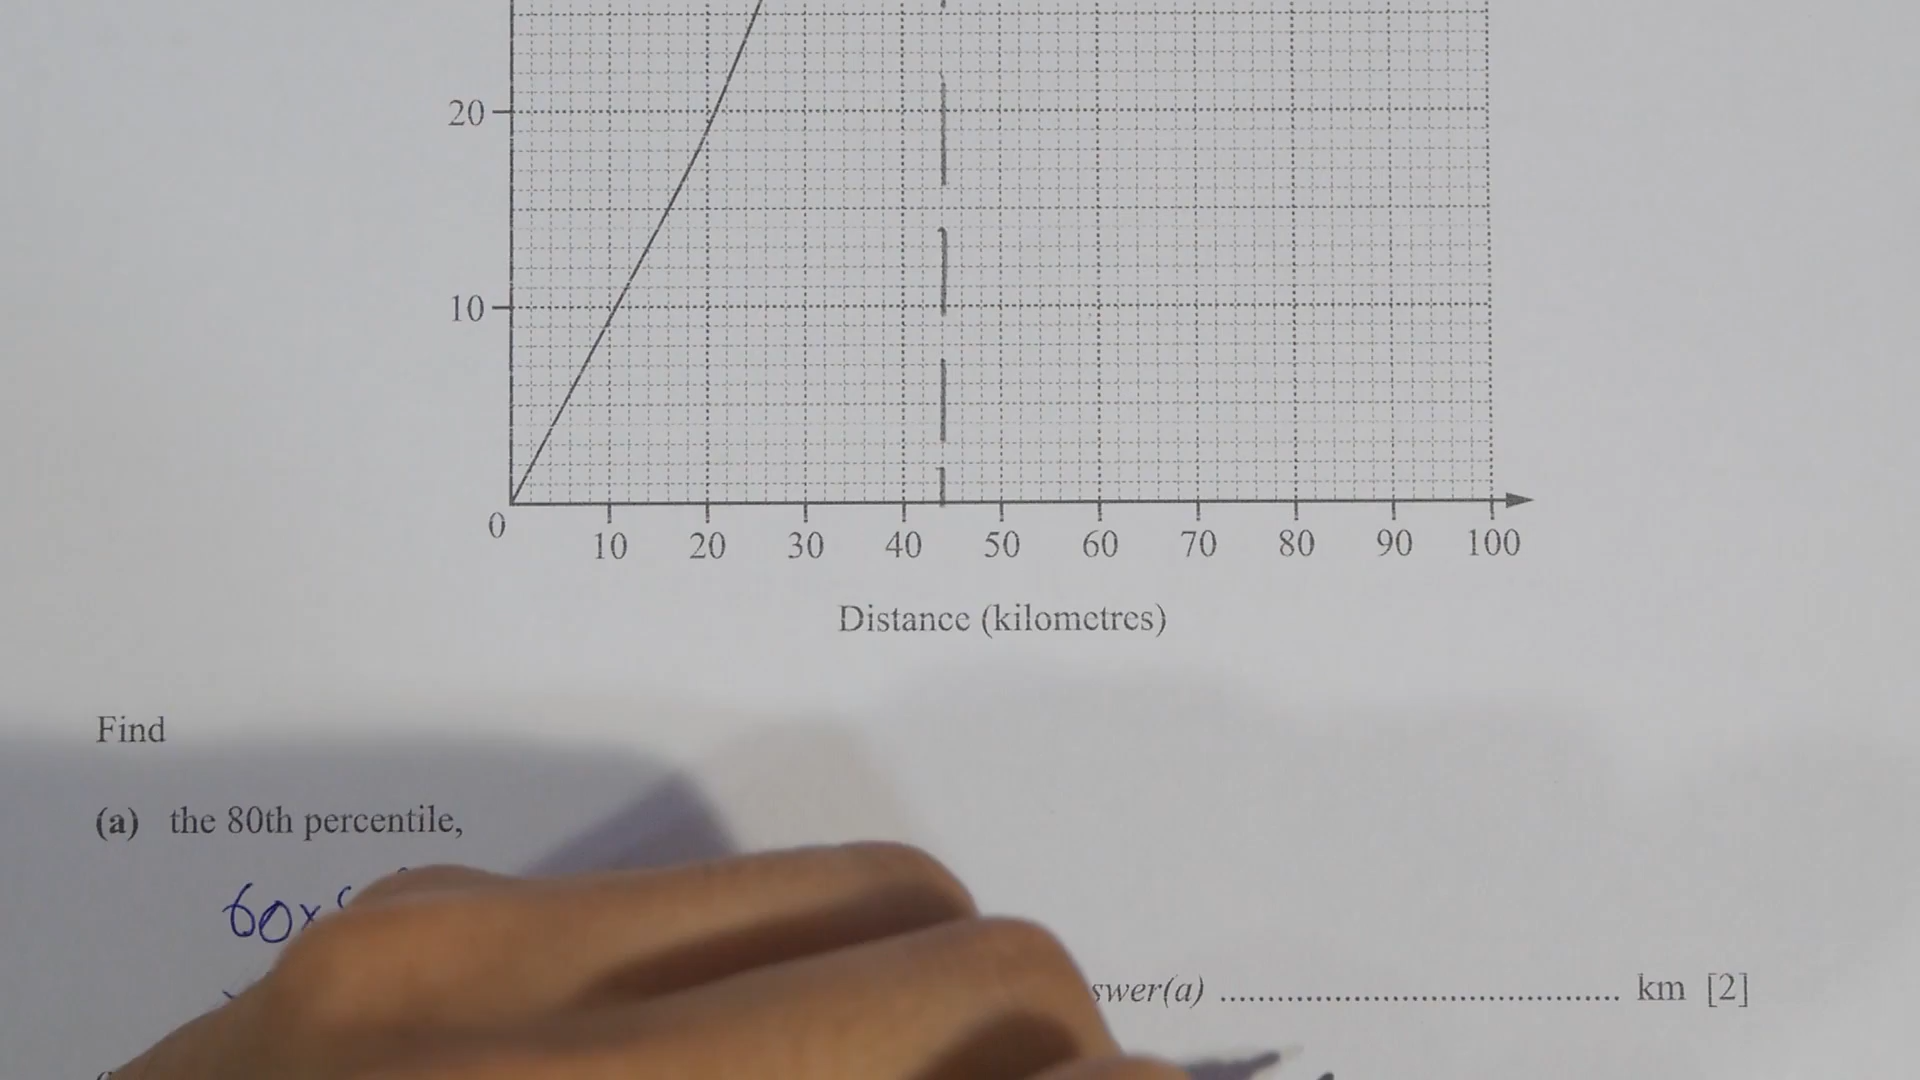 20
10
0
10 20 30 40 50 60 70 80 90 100
Distance (kilometres)
Find
(a) the 80th percentile,
60×
swer(a) ........................................ km [2]